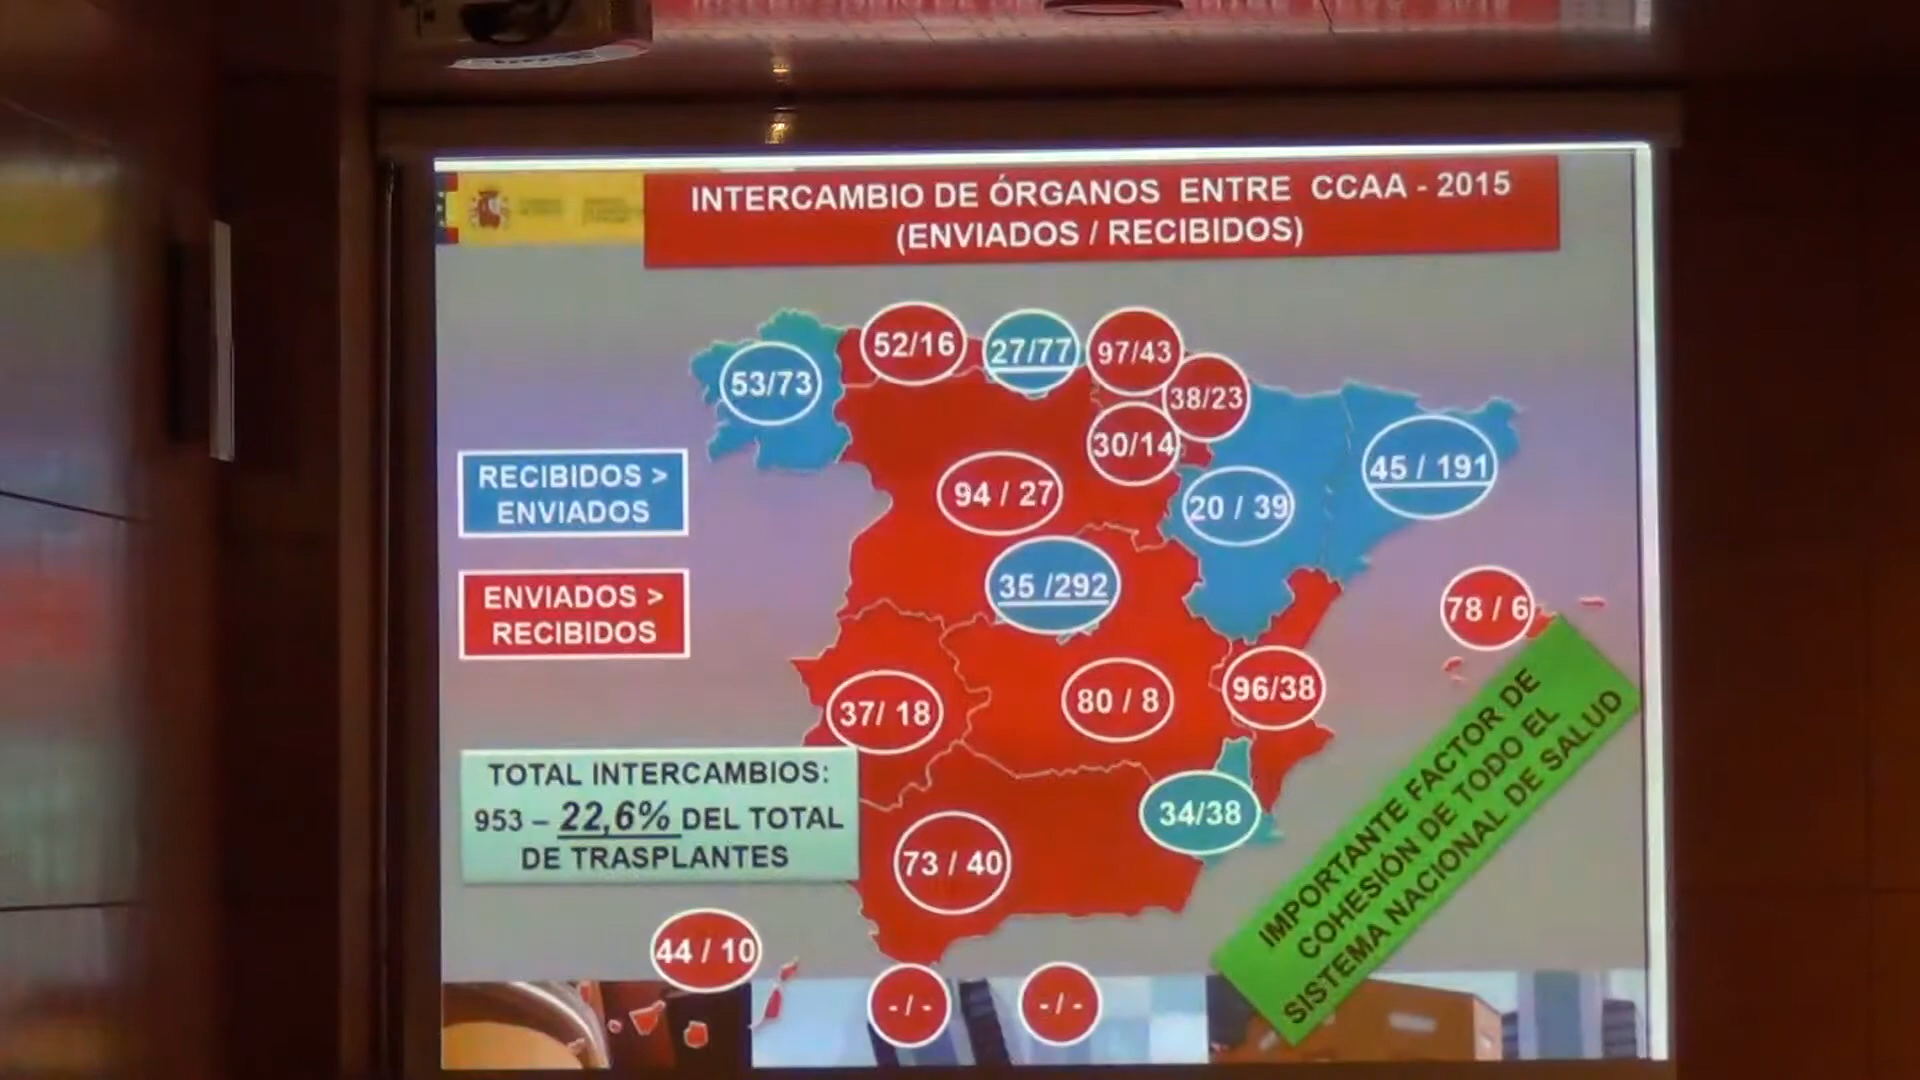 INTERCAMBIO DE ÓRGANOS ENTRE CCAA - 2015
(ENVIADOS / RECIBIDOS)
52/16
27/77
97/43
53/73
38/23
30/14
45 / 191
RECIBIDOS >
ENVIADOS
94 / 27
20 / 39
35 /292
ENVIADOS >
RECIBIDOS
78 / 6
37/ 18
80 / 8
96/38
TOTAL INTERCAMBIOS:
953 – 22,6% DEL TOTAL
DE TRASPLANTES
34/38
73 / 40
IMPORTANTE FACTOR DE
COHESIÓN DE TODO EL
SISTEMA NACIONAL DE SALUD
44 / 10
- / -
- / -